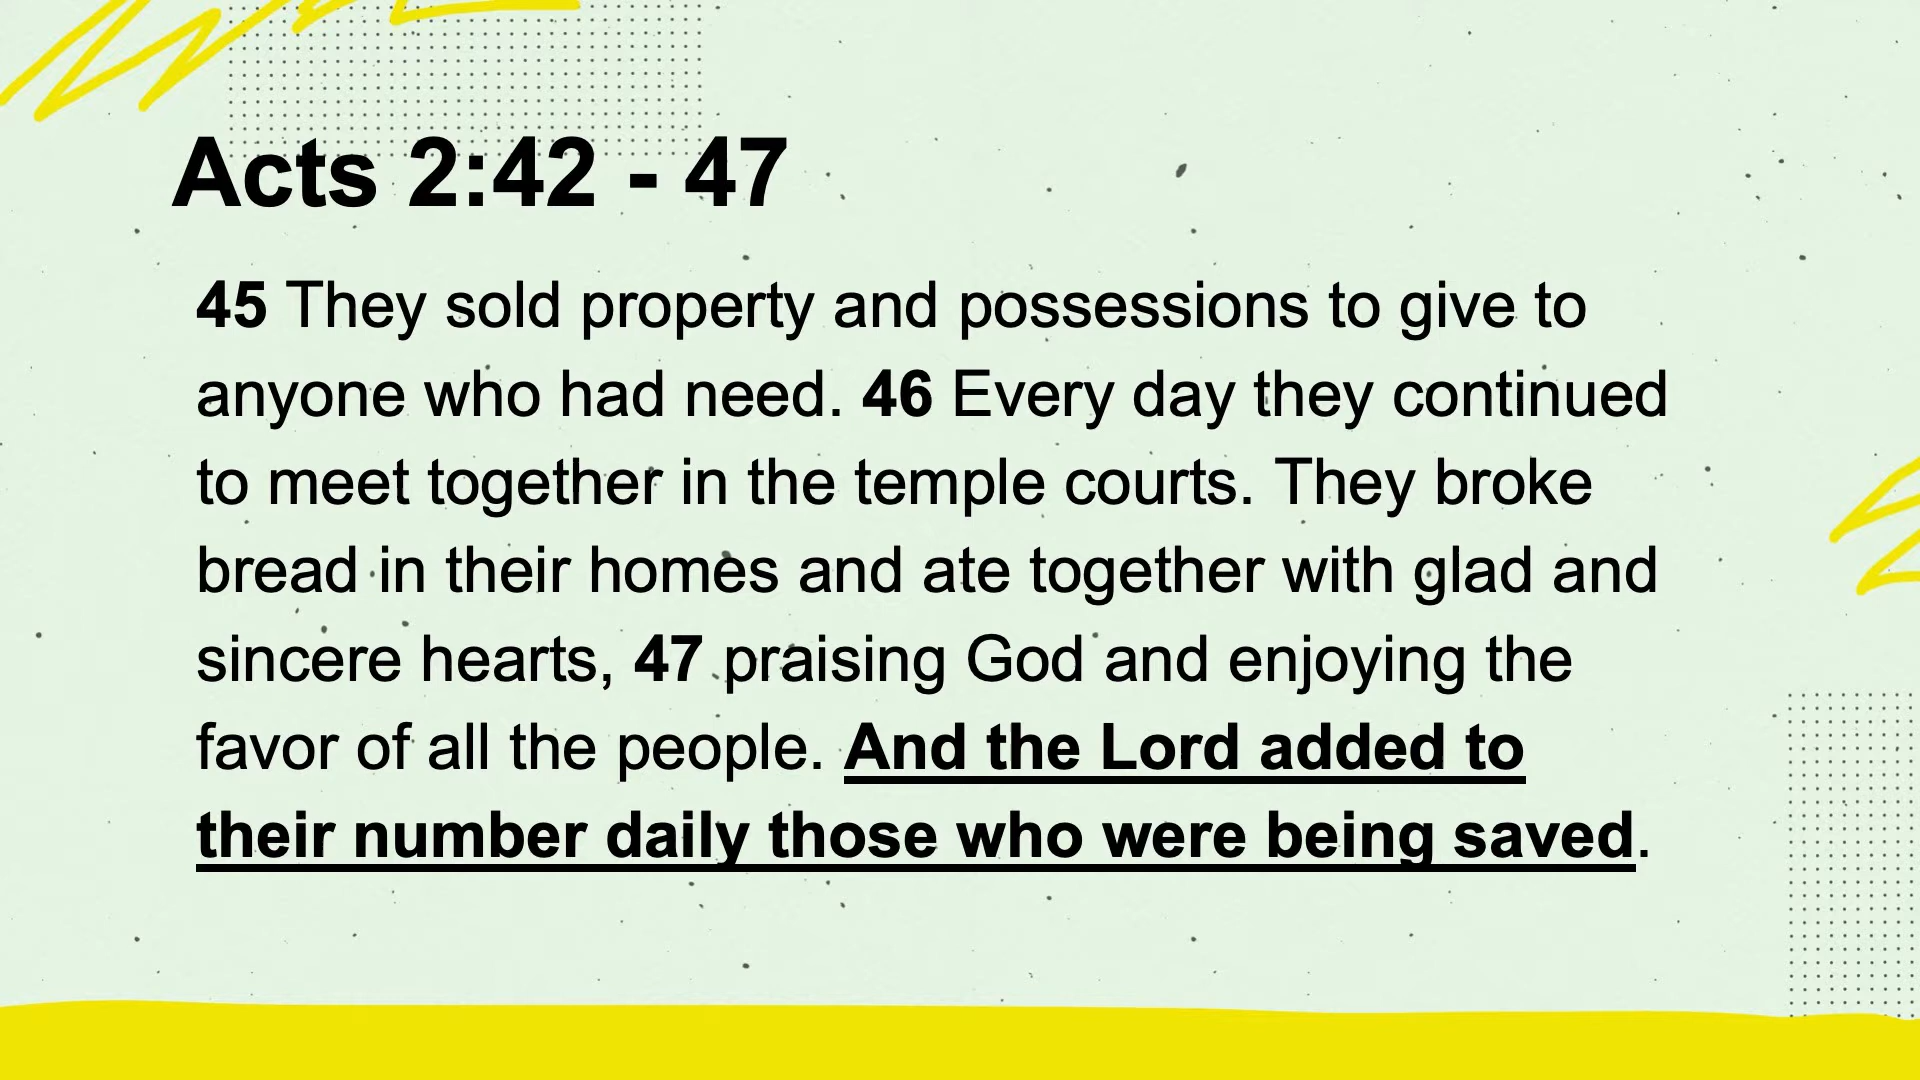 Acts 2:42 - 47
45 They sold property and possessions to give to
anyone who had need. 46 Every day they continued
to meet together in the temple courts. They broke
bread in their homes and ate together with glad and
sincere hearts, 47 praising God and enjoying the
favor of all the people. And the Lord added to
their number daily those who were being saved.